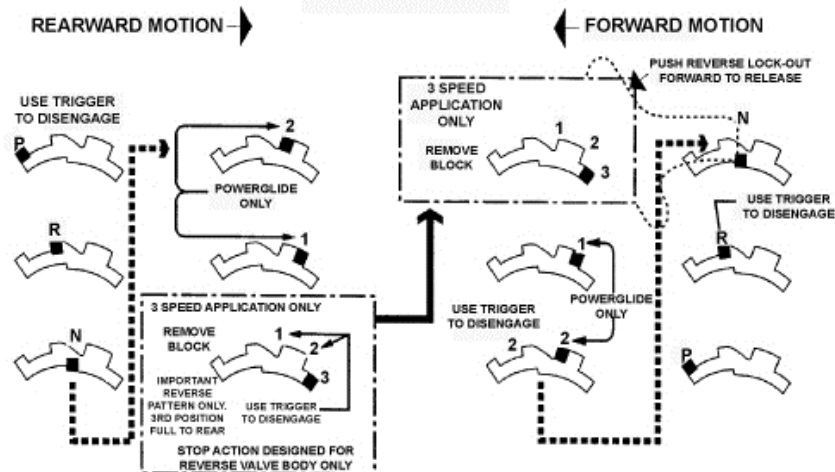 REARWARD MOTION
USE TRIGGER
TO DISENGAGE
P
R
N
2
POWERGLIDE
ONLY
1
3 SPEED APPLICATION ONLY
REMOVE
BLOCK
1
2
3
IMPORTANT
REVERSE
PATTERN ONLY.
3RD POSITION
FULL TO REAR
USE TRIGGER
TO DISENGAGE
STOP ACTION DESIGNED FOR
REVERSE VALVE BODY ONLY
FORWARD MOTION
PUSH REVERSE LOCK-OUT
FORWARD TO RELEASE
3 SPEED
APPLICATION
ONLY
REMOVE
BLOCK
1
2
3
1
POWERGLIDE
ONLY
USE TRIGGER
TO DISENGAGE
2
2
N
USE TRIGGER
TO DISENGAGE
R
P